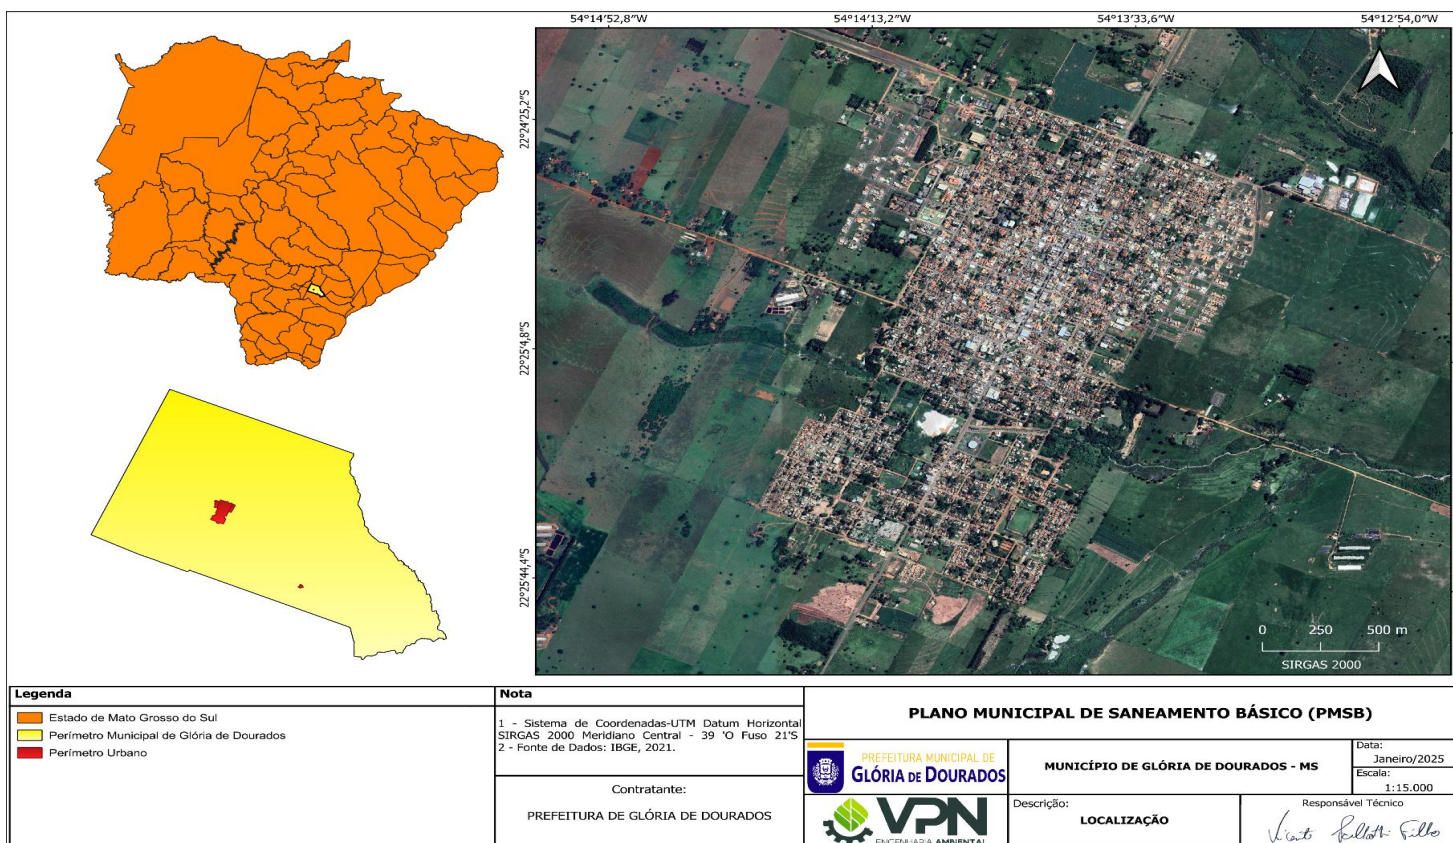 54°14'52,8"W
54°14'13,2"W
54°13'33,6"W
54°12'54,0"W
22°24'25,2"S
22°25'4,8"S
22°25'44,4"S
0 250 500 m
SIRGAS 2000
Legenda
Estado de Mato Grosso do Sul
Perímetro Municipal de Glória de Dourados
Perímetro Urbano
Nota
1 - Sistema de Coordenadas-UTM Datum Horizontal
SIRGAS 2000 Meridiano Central - 39 'O Fuso 21'S
2 - Fonte de Dados: IBGE, 2021.
Contratante:
PREFEITURA DE GLÓRIA DE DOURADOS
PLANO MUNICIPAL DE SANEAMENTO BÁSICO (PMSB)
PREFEITURA MUNICIPAL DE
GLÓRIA DE DOURADOS
MUNICÍPIO DE GLÓRIA DE DOURADOS - MS
Data:
Janeiro/2025
Escala:
1:15.000
VPN
ENGENHARIA AMBIENTAL
Descrição:
LOCALIZAÇÃO
Responsável Técnico
Filho